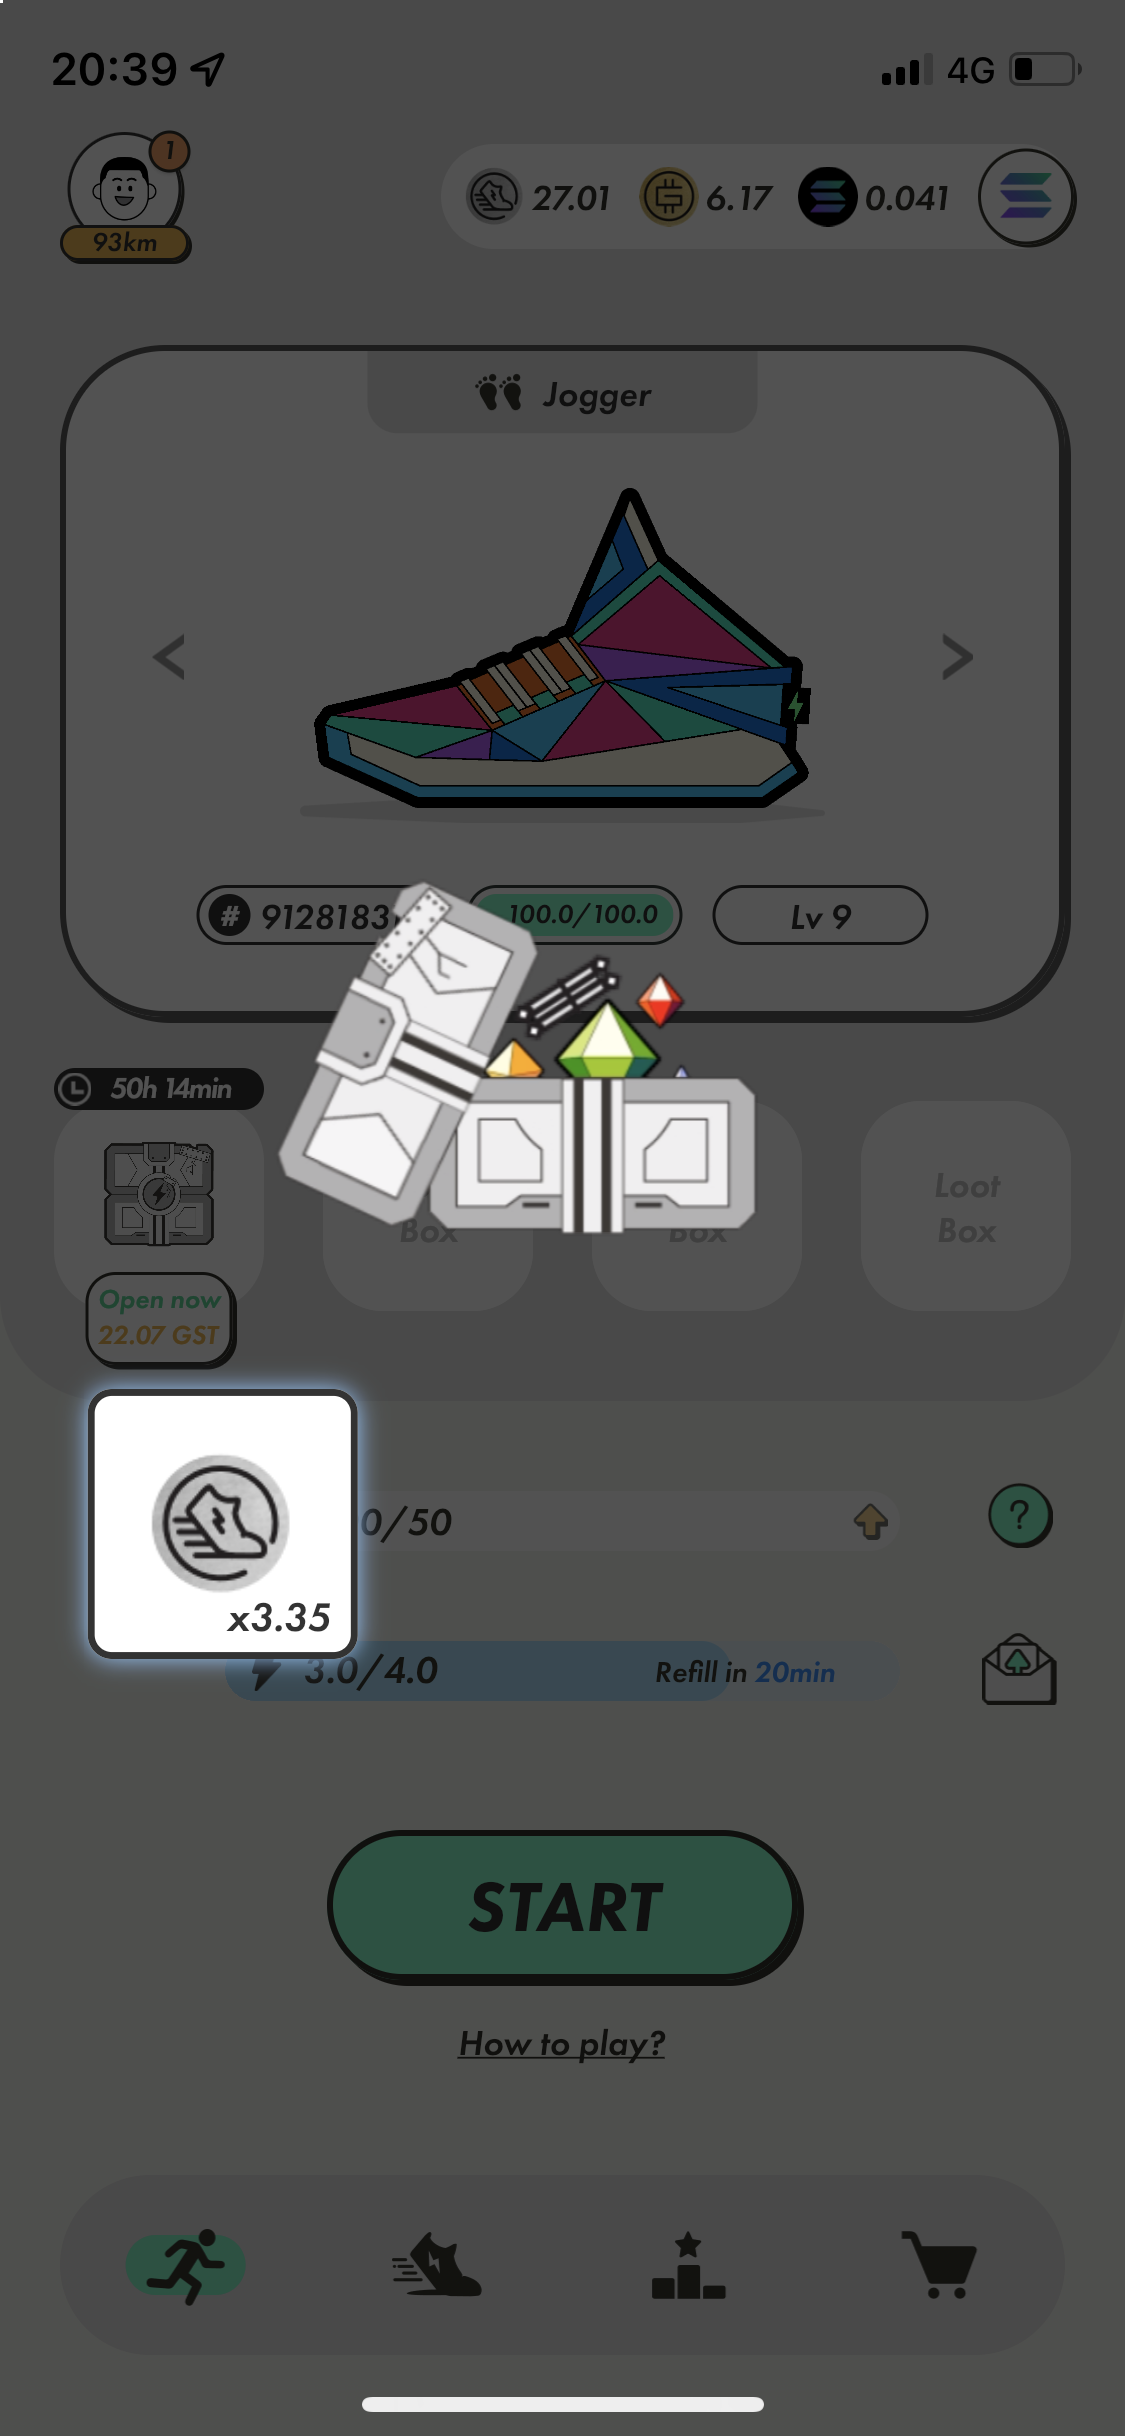 20:39
4G
1
93km
27.01
6.17
0.041
Jogger
# 9128183
100.0/100.0
Lv 9
50h 14min
Box
Box
Loot
Box
Open now
22.07 GST
0/50
?
x3.35
3.0/4.0
Refill in 20min
START
How to play?